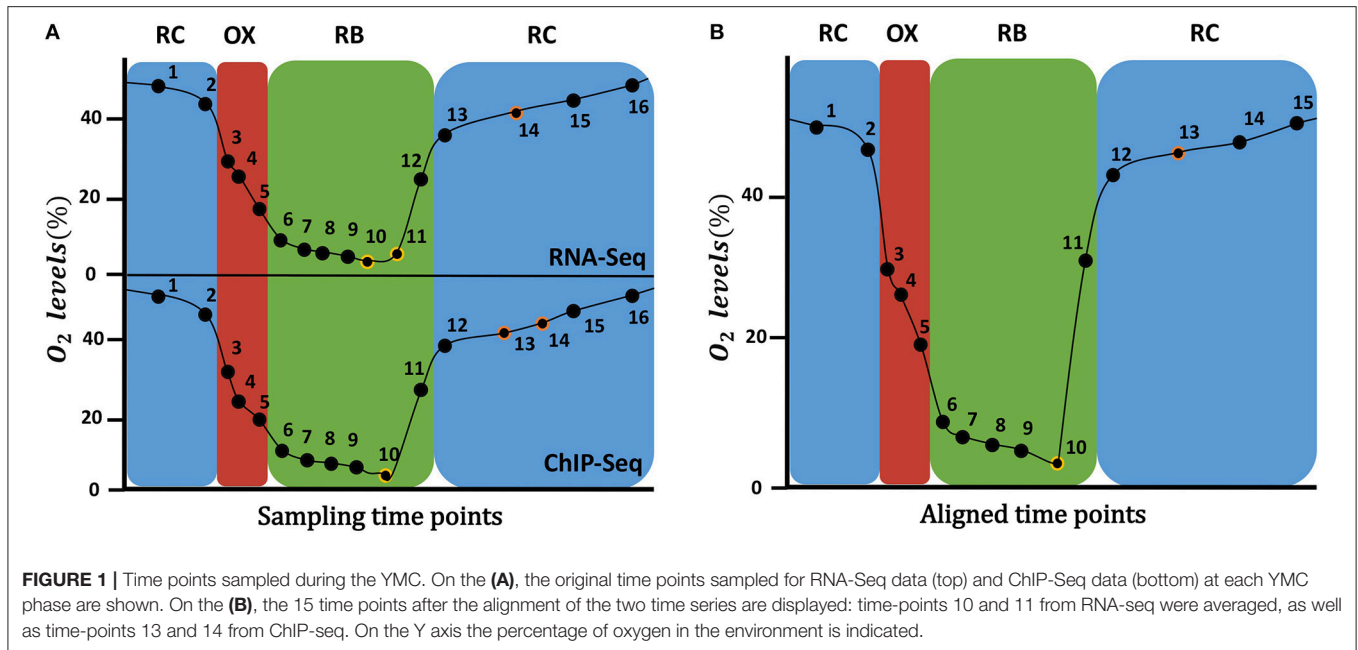 A
RC OX RB RC
1
2
3
4
5
6 7 8 9 10 11
12
13
14
15
16
40
20
0
RNA-Seq
1
2
3
4
5
6 7 8 9 10
11
12
13 14
15
16
40
20
0
ChIP-Seq
O₂ levels(%)
Sampling time points
B
RC OX RB RC
1
2
3
4
5
6 7 8 9 10
11
12
13
14
15
40
20
0
O₂ levels(%)
Aligned time points
FIGURE 1 | Time points sampled during the YMC. On the (A), the original time points sampled for RNA-Seq data (top) and ChIP-Seq data (bottom) at each YMC
phase are shown. On the (B), the 15 time points after the alignment of the two time series are displayed: time-points 10 and 11 from RNA-seq were averaged, as well
as time-points 13 and 14 from ChIP-seq. On the Y axis the percentage of oxygen in the environment is indicated.